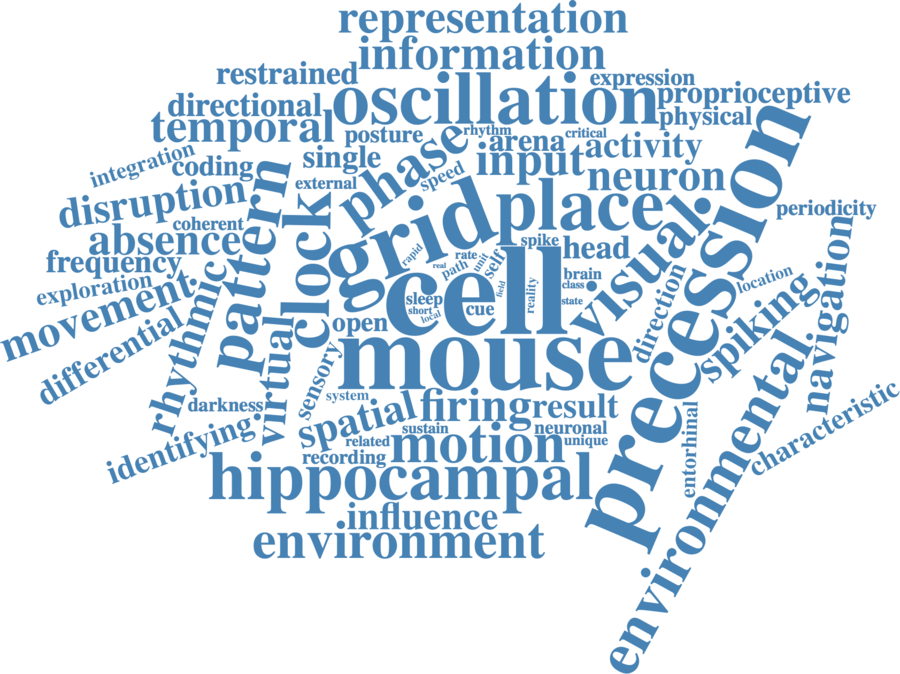 representation
information
restrained
expression
oscillation
proprioceptive
directional
physical
temporal
posture
rhythm
critical
arena
activity
single
phase
input
integration
coding
speed
neuron
external
disruption
pattern
clock
grid
place
visual
precession
periodicity
coherent
absence
spike
head
frequency
rapid
rate
self
unit
path
real
brain
location
exploration
class
field
reality
state
cell
sleep
short
local
cue
direction
movement
differential
rhythmic
open
mouse
spiking
navigation
virtual
sensory
environmental
system
darkness
firing
result
characteristic
identifying
spatial
sustain
neuronal
related
motion
unique
entorhinal
recording
hippocampal
influence
environment